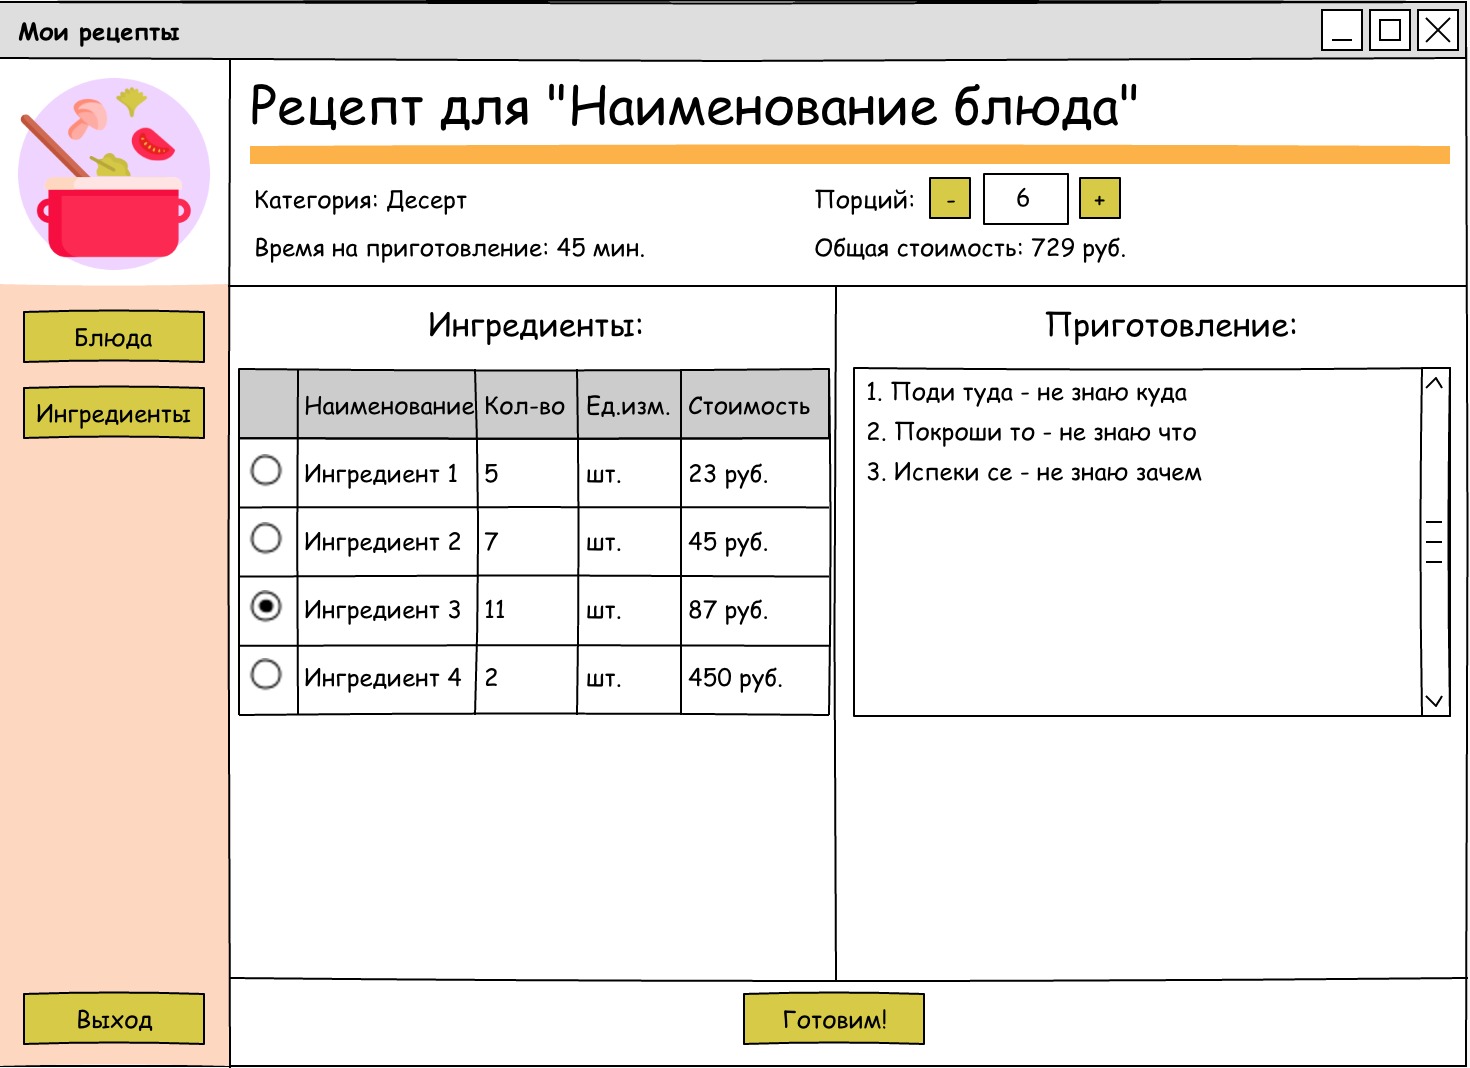 Мои рецепты
Рецепт для "Наименование блюда"
Категория: Десерт
Порций: - 6 +
Время на приготовление: 45 мин.
Общая стоимость: 729 руб.
Блюда
Ингредиенты
Выход
Ингредиенты:
Наименование Кол-во Ед.изм. Стоимость
Ингредиент 1 5 шт. 23 руб.
Ингредиент 2 7 шт. 45 руб.
Ингредиент 3 11 шт. 87 руб.
Ингредиент 4 2 шт. 450 руб.
Приготовление:
1. Поди туда - не знаю куда
2. Покроши то - не знаю что
3. Испеки се - не знаю зачем
Готовим!